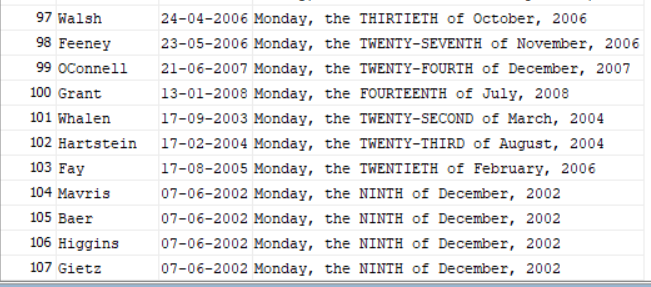 97 Walsh 24-04-2006 Monday, the THIRTIETH of October, 2006
98 Feeney 23-05-2006 Monday, the TWENTY-SEVENTH of November, 2006
99 OConnell 21-06-2007 Monday, the TWENTY-FOURTH of December, 2007
100 Grant 13-01-2008 Monday, the FOURTEENTH of July, 2008
101 Whalen 17-09-2003 Monday, the TWENTY-SECOND of March, 2004
102 Hartstein 17-02-2004 Monday, the TWENTY-THIRD of August, 2004
103 Fay 17-08-2005 Monday, the TWENTIETH of February, 2006
104 Mavris 07-06-2002 Monday, the NINTH of December, 2002
105 Baer 07-06-2002 Monday, the NINTH of December, 2002
106 Higgins 07-06-2002 Monday, the NINTH of December, 2002
107 Gietz 07-06-2002 Monday, the NINTH of December, 2002